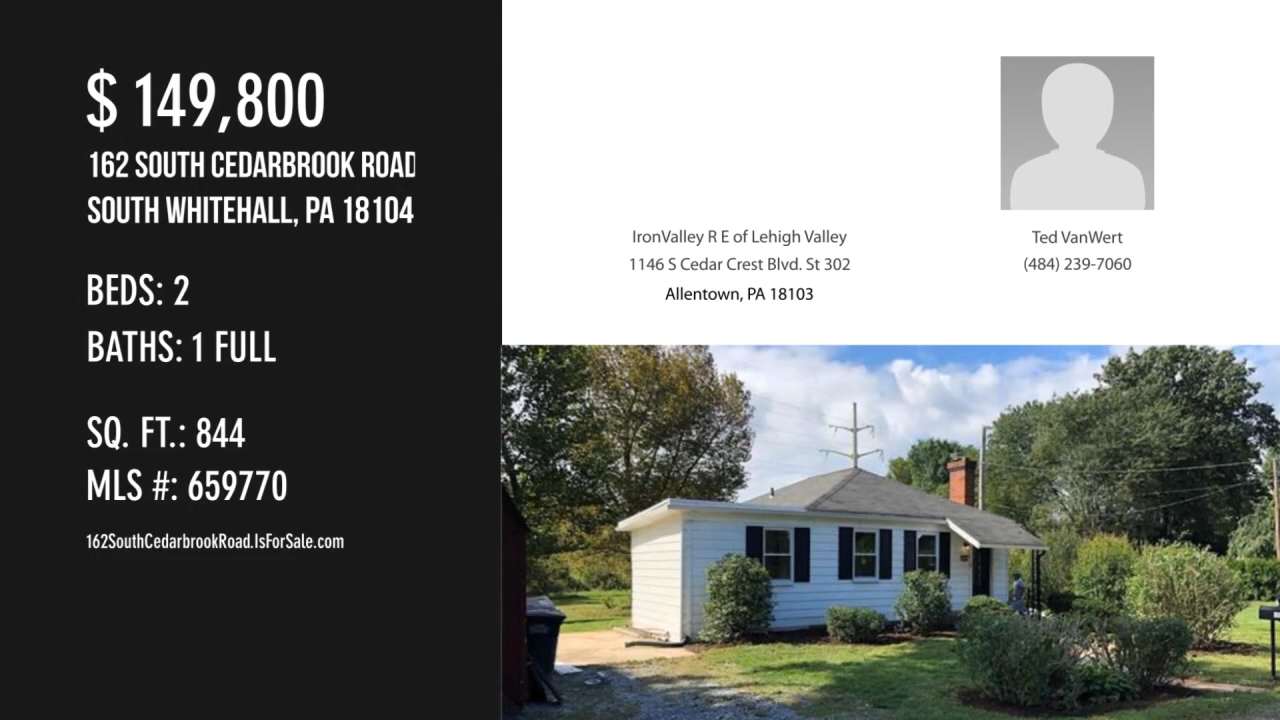 $ 149,800
162 SOUTH CEDARBROOK ROAD
SOUTH WHITEHALL, PA 18104
BEDS: 2
BATHS: 1 FULL
SQ. FT.: 844
MLS #: 659770
162SouthCedarbrookRoad.IsForSale.com
IronValley R E of Lehigh Valley
1146 S Cedar Crest Blvd. St 302
Allentown, PA 18103
Ted VanWert
(484) 239-7060